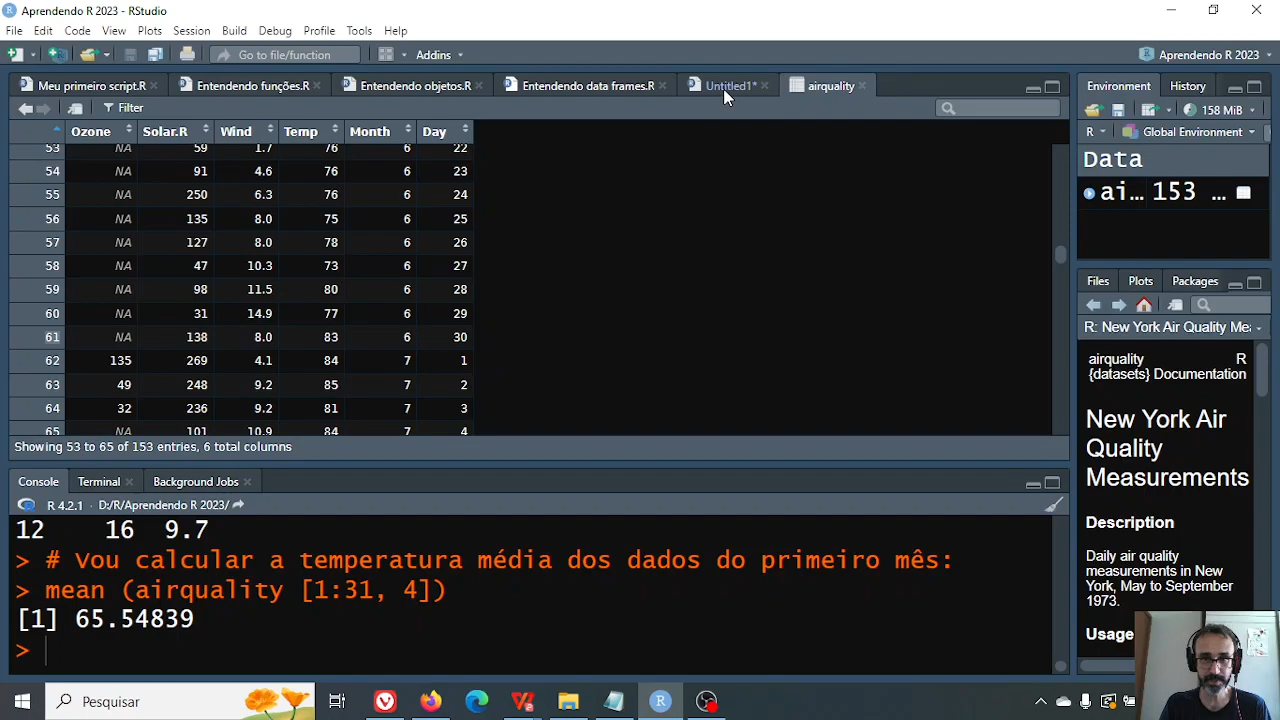 Aprendendo R 2023 - RStudio
File Edit Code View Plots Session Build Debug Profile Tools Help
Go to file/function Addins Aprendendo R 2023
Meu primeiro script.R Entendendo funções.R Entendendo objetos.R Entendendo data frames.R Untitled1* airquality
Filter
Ozone Solar.R Wind Temp Month Day
53 NA 59 1.7 76 6 22
54 NA 91 4.6 76 6 23
55 NA 250 6.3 76 6 24
56 NA 135 8.0 75 6 25
57 NA 127 8.0 78 6 26
58 NA 47 10.3 73 6 27
59 NA 98 11.5 80 6 28
60 NA 31 14.9 77 6 29
61 NA 138 8.0 83 6 30
62 135 269 4.1 84 7 1
63 49 248 9.2 85 7 2
64 32 236 9.2 81 7 3
65 NA 101 10.9 84 7 4
Showing 53 to 65 of 153 entries, 6 total columns
Console Terminal Background Jobs
R 4.2.1 · D:/R/Aprendendo R 2023/
12 16 9.7
> # Vou calcular a temperatura média dos dados do primeiro mês:
> mean (airquality [1:31, 4])
[1] 65.54839
>
Environment History
158 MiB
R Global Environment
Data
ai… 153 …
Files Plots Packages
R: New York Air Quality Mea
airquality R
{datasets} Documentation
New York Air
Quality
Measurements
Description
Daily air quality
measurements in New
York, May to September
1973.
Usage
Pesquisar